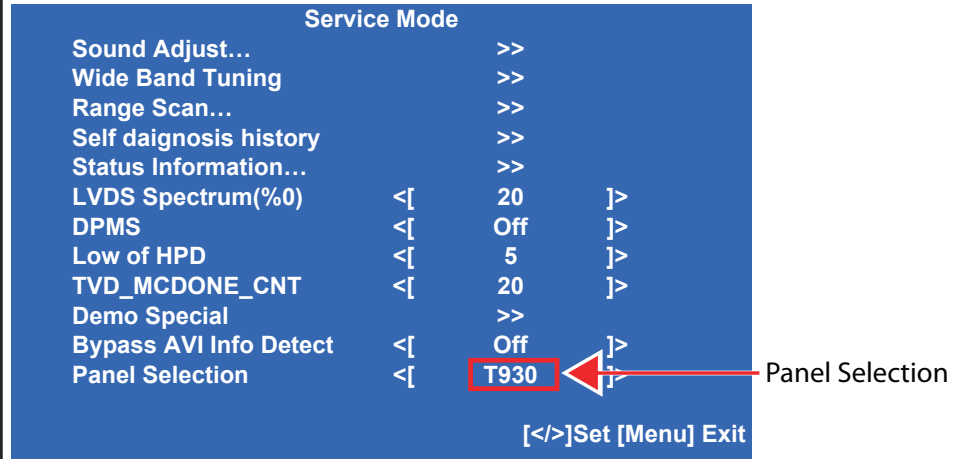 Service Mode
Sound Adjust… >>
Wide Band Tuning >>
Range Scan… >>
Self daignosis history >>
Status Information… >>
LVDS Spectrum(%0) <[ 20 ]>
DPMS <[ Off ]>
Low of HPD <[ 5 ]>
TVD_MCDONE_CNT <[ 20 ]>
Demo Special >>
Bypass AVI Info Detect <[ Off ]>
Panel Selection <[ T930 ]> Panel Selection
[</>]Set [Menu] Exit